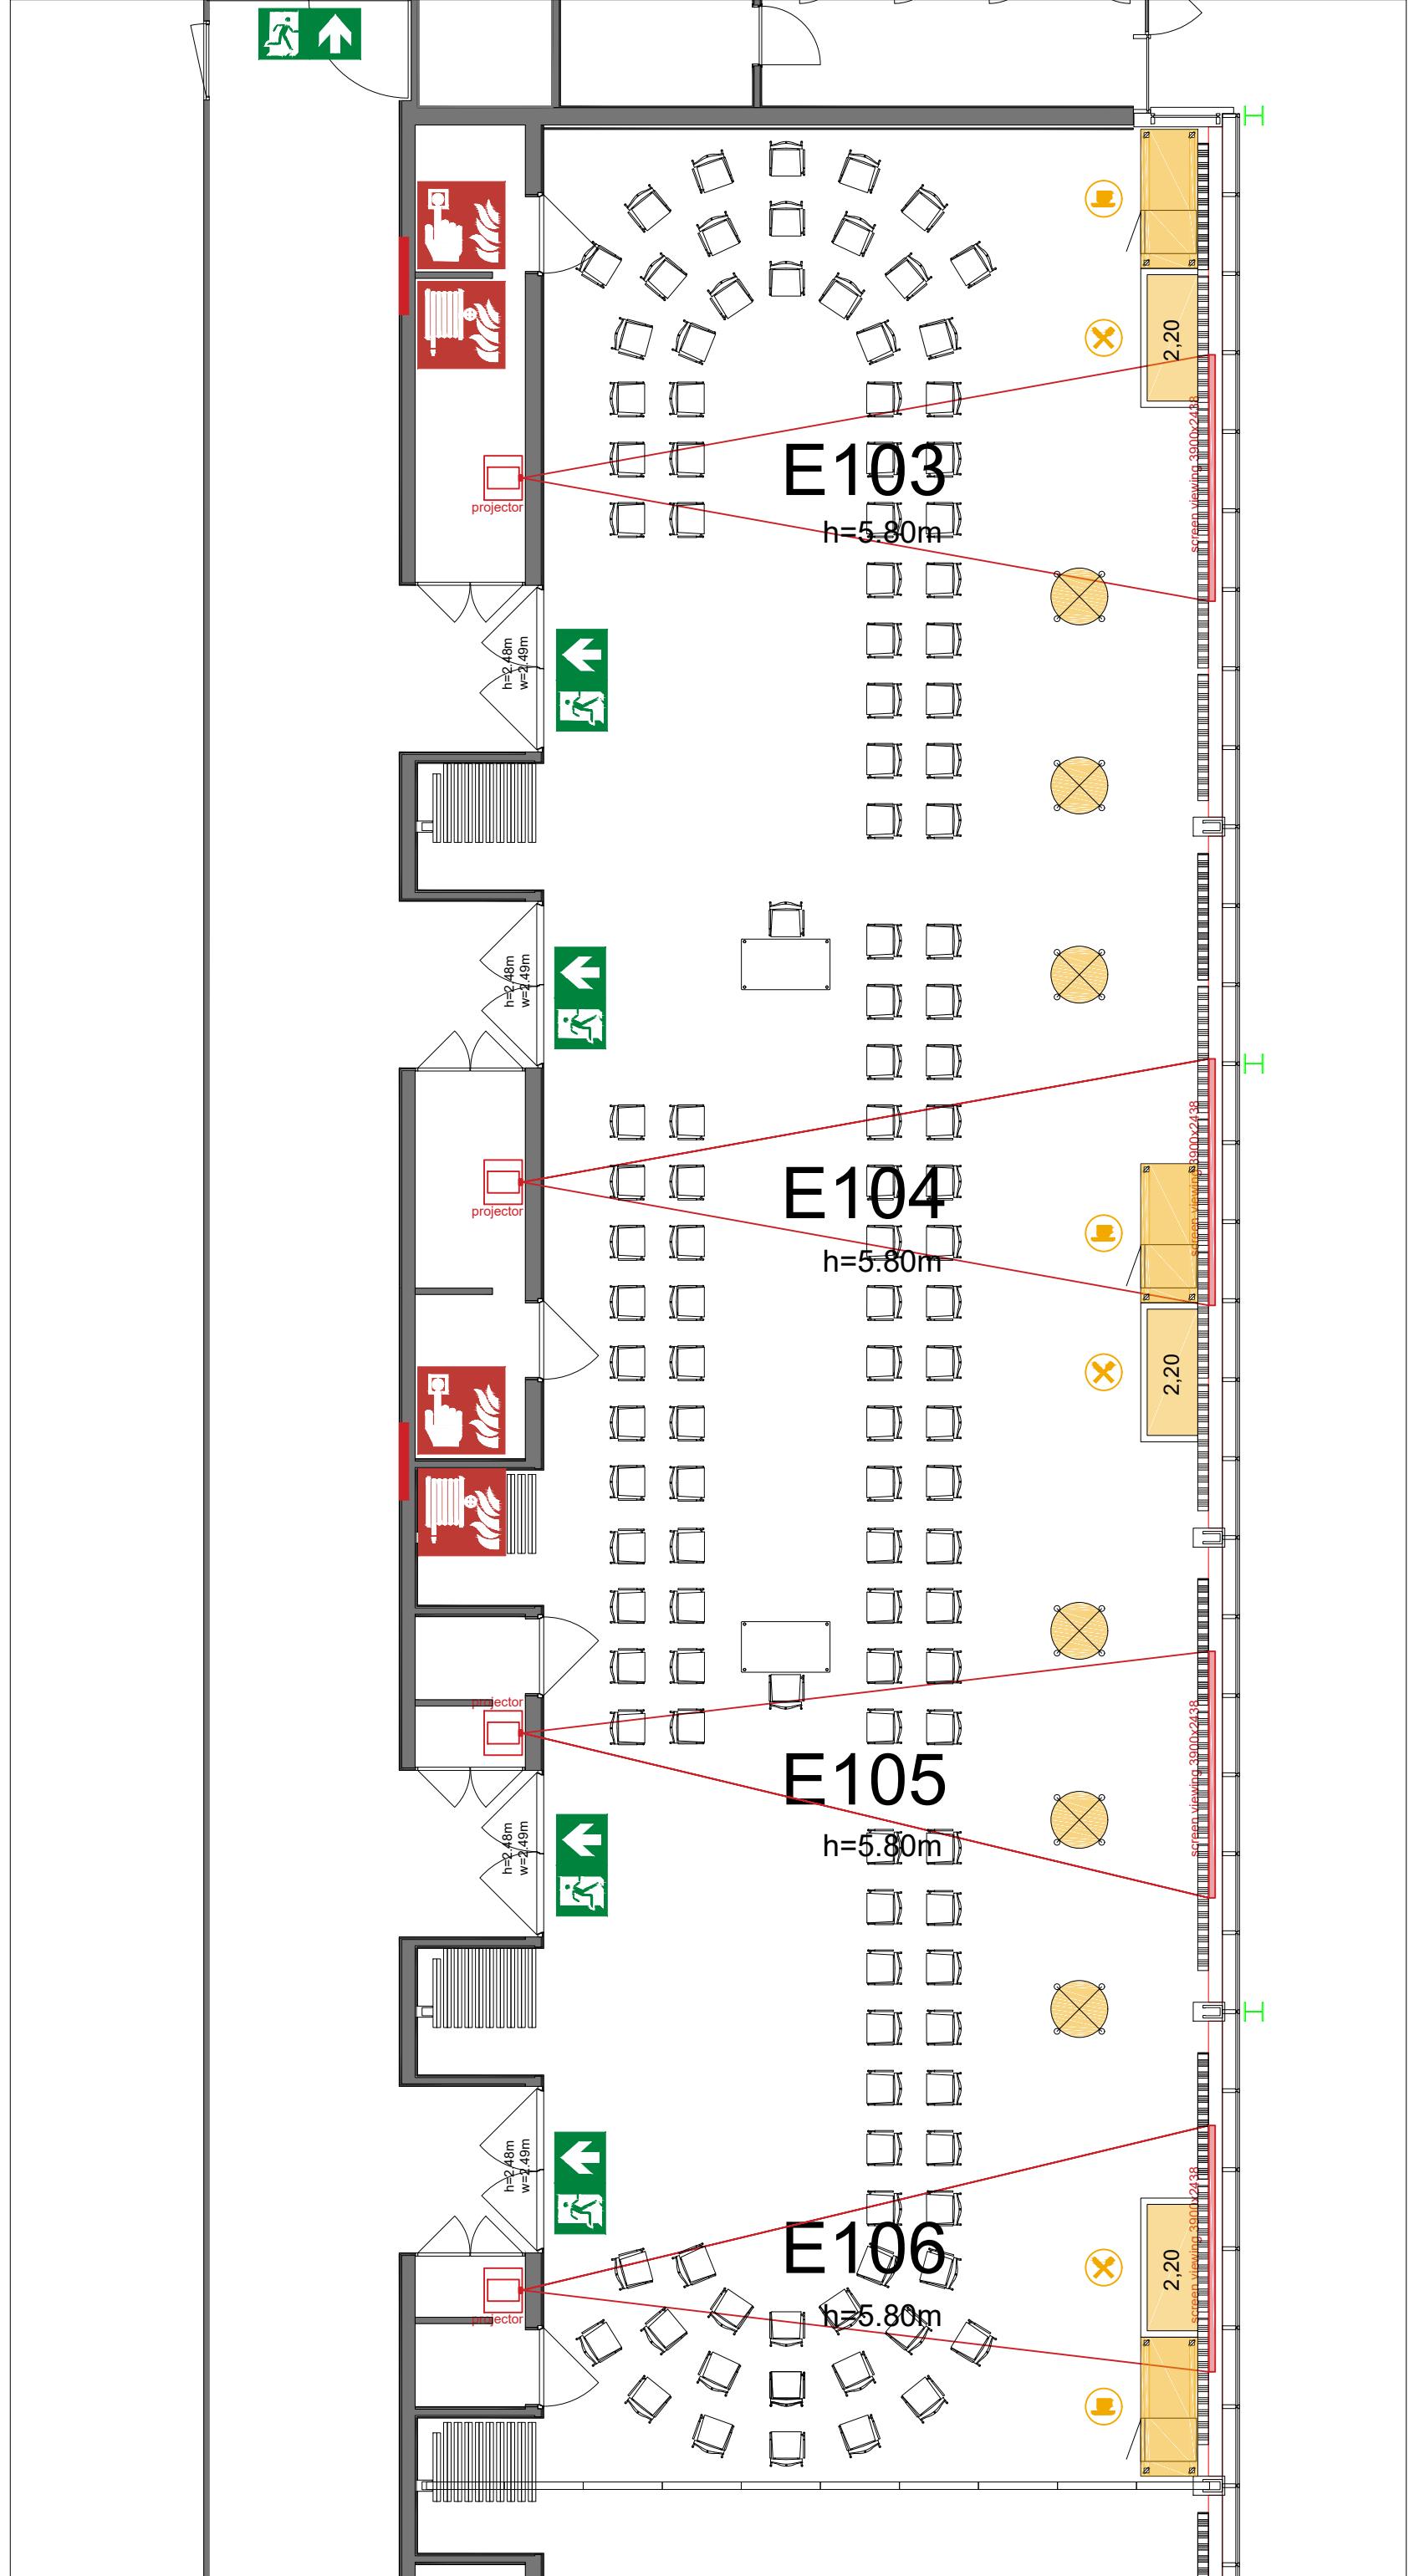 2,20
screen viewing 3900x2438
E103
projector
h=5.80m
h=2.48m
w=2.49m
h=2.48m
w=2.49m
screen viewing 3900x2438
E104
projector
h=5.80m
2,20
projector
screen viewing 3900x2438
E105
h=5.80m
h=2.48m
w=2.49m
h=2.48m
w=2.49m
screen viewing 3900x2438
E106
2,20
projector
h=5.80m